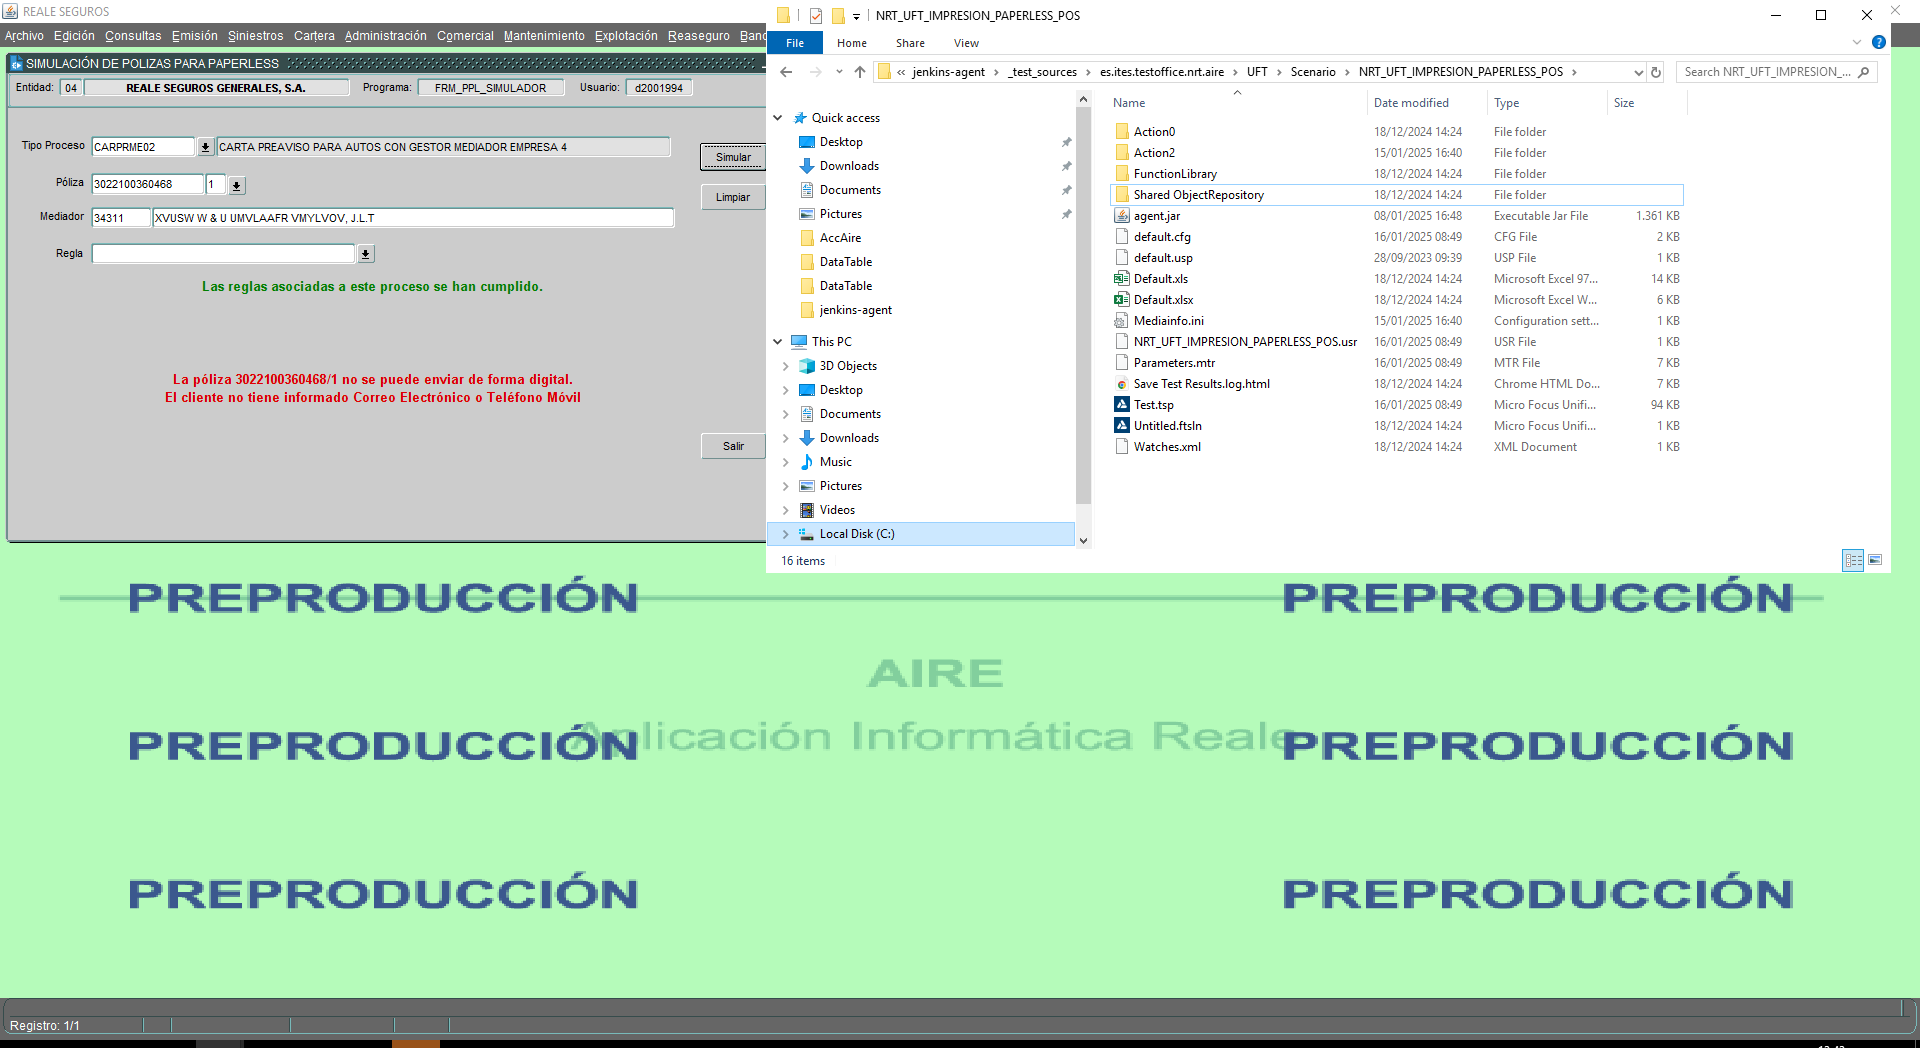 REALE SEGUROS
Archivo Edición Consultas Emisión Siniestros Cartera Administración Comercial Mantenimiento Explotación Reaseguro Banc
SIMULACIÓN DE POLIZAS PARA PAPERLESS
Entidad: 04 REALE SEGUROS GENERALES, S.A. Programa: FRM_PPL_SIMULADOR Usuario: d2001994
Tipo Proceso CARPRME02 CARTA PREAVISO PARA AUTOS CON GESTOR MEDIADOR EMPRESA 4
Simular
Póliza 3022100360468 1
Limpiar
Mediador 34311 XVUSW W & U UMVLAAFR VMYLVOV, J.L.T
Regla
Las reglas asociadas a este proceso se han cumplido.
La póliza 3022100360468/1 no se puede enviar de forma digital.
El cliente no tiene informado Correo Electrónico o Teléfono Móvil
Salir
NRT_UFT_IMPRESION_PAPERLESS_POS
File Home Share View
« jenkins-agent › _test_sources › es.ites.testoffice.nrt.aire › UFT › Scenario › NRT_UFT_IMPRESION_PAPERLESS_POS ›
Search NRT_UFT_IMPRESION_...
Quick access
Desktop
Downloads
Documents
Pictures
AccAire
DataTable
DataTable
jenkins-agent
This PC
3D Objects
Desktop
Documents
Downloads
Music
Pictures
Videos
Local Disk (C:)
Name Date modified Type Size
Action0 18/12/2024 14:24 File folder
Action2 15/01/2025 16:40 File folder
FunctionLibrary 18/12/2024 14:24 File folder
Shared ObjectRepository 18/12/2024 14:24 File folder
agent.jar 08/01/2025 16:48 Executable Jar File 1.361 KB
default.cfg 16/01/2025 08:49 CFG File 2 KB
default.usp 28/09/2023 09:39 USP File 1 KB
Default.xls 18/12/2024 14:24 Microsoft Excel 97... 14 KB
Default.xlsx 18/12/2024 14:24 Microsoft Excel W... 6 KB
Mediainfo.ini 15/01/2025 16:40 Configuration sett... 1 KB
NRT_UFT_IMPRESION_PAPERLESS_POS.usr 16/01/2025 08:49 USR File 1 KB
Parameters.mtr 16/01/2025 08:49 MTR File 7 KB
Save Test Results.log.html 18/12/2024 14:24 Chrome HTML Do... 7 KB
Test.tsp 16/01/2025 08:49 Micro Focus Unifi... 94 KB
Untitled.ftsln 18/12/2024 14:24 Micro Focus Unifi... 1 KB
Watches.xml 18/12/2024 14:24 XML Document 1 KB
16 items
PREPRODUCCIÓN PREPRODUCCIÓN
AIRE
PREPRODUCCIÓN Aplicación Informática Reale PREPRODUCCIÓN
PREPRODUCCIÓN PREPRODUCCIÓN
Registro: 1/1